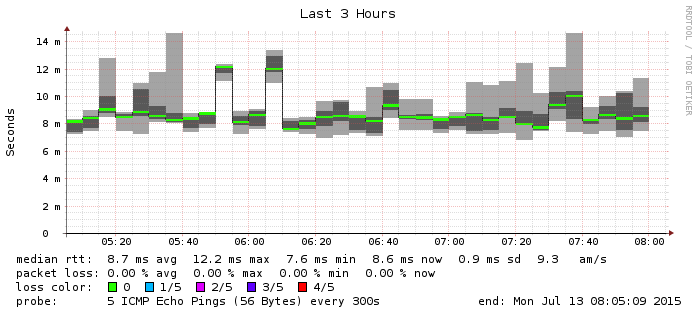 Last 3 Hours
RRDTOOL / TOBI OETIKER
Seconds
14 m
12 m
10 m
8 m
6 m
4 m
2 m
0
05:20 05:40 06:00 06:20 06:40 07:00 07:20 07:40 08:00
median rtt: 8.7 ms avg 12.2 ms max 7.6 ms min 8.6 ms now 0.9 ms sd 9.3 am/s
packet loss: 0.00 % avg 0.00 % max 0.00 % min 0.00 % now
loss color: 0 1/5 2/5 3/5 4/5
probe: 5 ICMP Echo Pings (56 Bytes) every 300s end: Mon Jul 13 08:05:09 2015